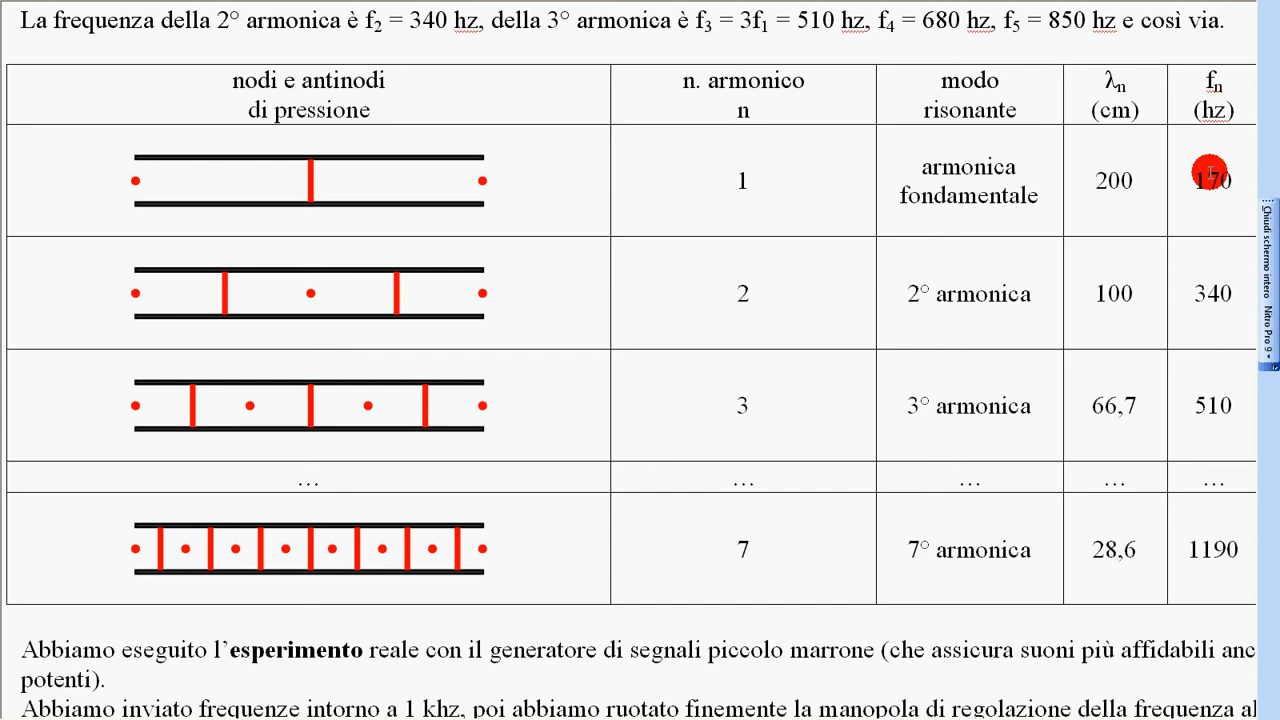 La frequenza della 2° armonica è f2 = 340 hz, della 3° armonica è f3 = 3f1 = 510 hz, f4 = 680 hz, f5 = 850 hz e così via.
nodi e antinodi
di pressione
n. armonico
n
modo
risonante
λn
(cm)
fn
(hz)
1
armonica
fondamentale
200
170
2
2° armonica
100
340
3
3° armonica
66,7
510
… … … … …
7
7° armonica
28,6
1190
Abbiamo eseguito l’esperimento reale con il generatore di segnali piccolo marrone (che assicura suoni più affidabili anc
potenti).
Abbiamo inviato frequenze intorno a 1 khz, poi abbiamo ruotato finemente la manopola di regolazione della frequenza al
Chiudi schermo intero
Nitro Pro 9